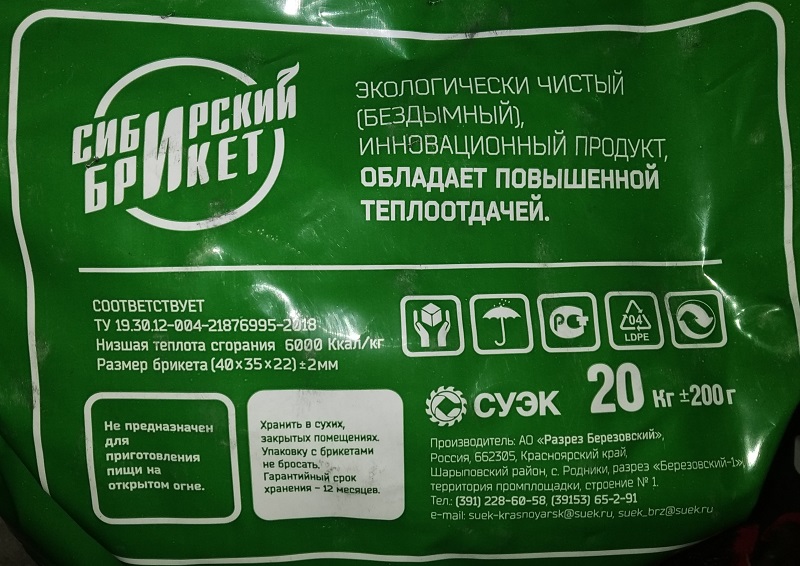 СИБИРСКИЙ
БРИКЕТ
ЭКОЛОГИЧЕСКИ ЧИСТЫЙ
(БЕЗДЫМНЫЙ),
ИННОВАЦИОННЫЙ ПРОДУКТ,
ОБЛАДАЕТ ПОВЫШЕННОЙ
ТЕПЛООТДАЧЕЙ.
СООТВЕТСТВУЕТ
ТУ 19.30.12-004-21876995-2018
Низшая теплота сгорания 6000 Ккал/кг
Размер брикета (40×35×22) ±2мм
РСТ
04
LDPE
Не предназначен
для
приготовления
пищи на
открытом огне.
Хранить в сухих,
закрытых помещениях.
Упаковку с брикетами
не бросать.
Гарантийный срок
хранения – 12 месяцев.
СУЭК
20 Кг ±200 г
Производитель: АО «Разрез Березовский»,
Россия, 662305, Красноярский край,
Шарыповский район, с. Родники, разрез «Березовский-1»,
территория промплощадки, строение № 1.
Тел.: (391) 228-60-58, (39153) 65-2-91
e-mail: suek-krasnoyarsk@suek.ru, suek_brz@suek.ru